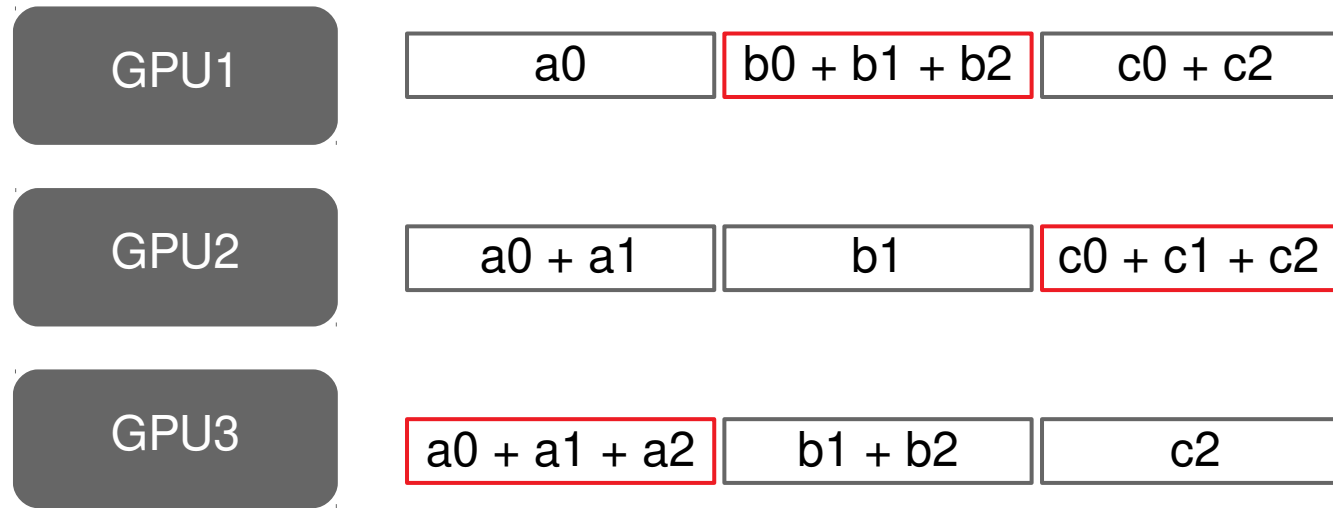 GPU1
a0
b0 + b1 + b2
c0 + c2
GPU2
a0 + a1
b1
c0 + c1 + c2
GPU3
a0 + a1 + a2
b1 + b2
c2